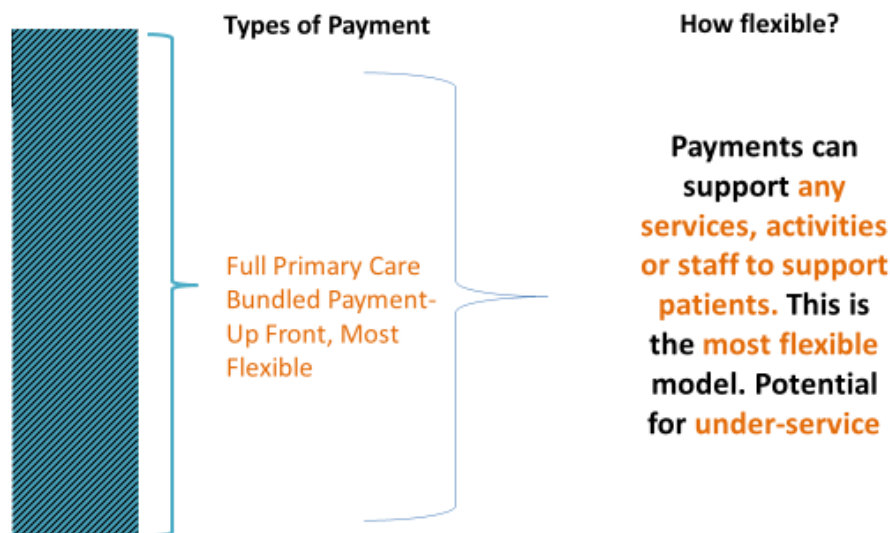 Types of Payment
How flexible?
Full Primary Care
Bundled Payment-
Up Front, Most
Flexible
Payments can
support any
services, activities
or staff to support
patients. This is
the most flexible
model. Potential
for under-service